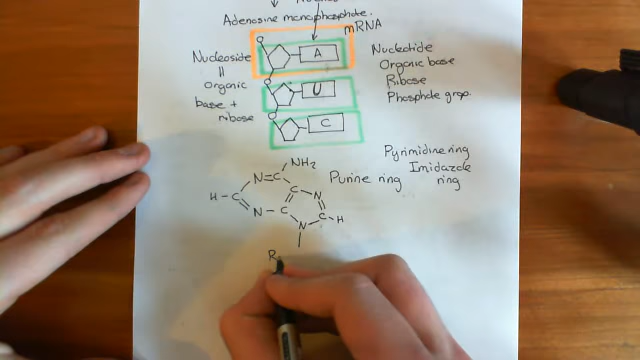 Adenosine monophosphate.
mRNA
A
U
C
Nucleoside
=
organic
base +
ribose
Nucleotide
Organic base
Ribose
Phosphate group.
Pyrimidine ring
Imidazole
ring
Purine ring
NH₂
N=C
H-C
C
N
N
C
C-H
N
R